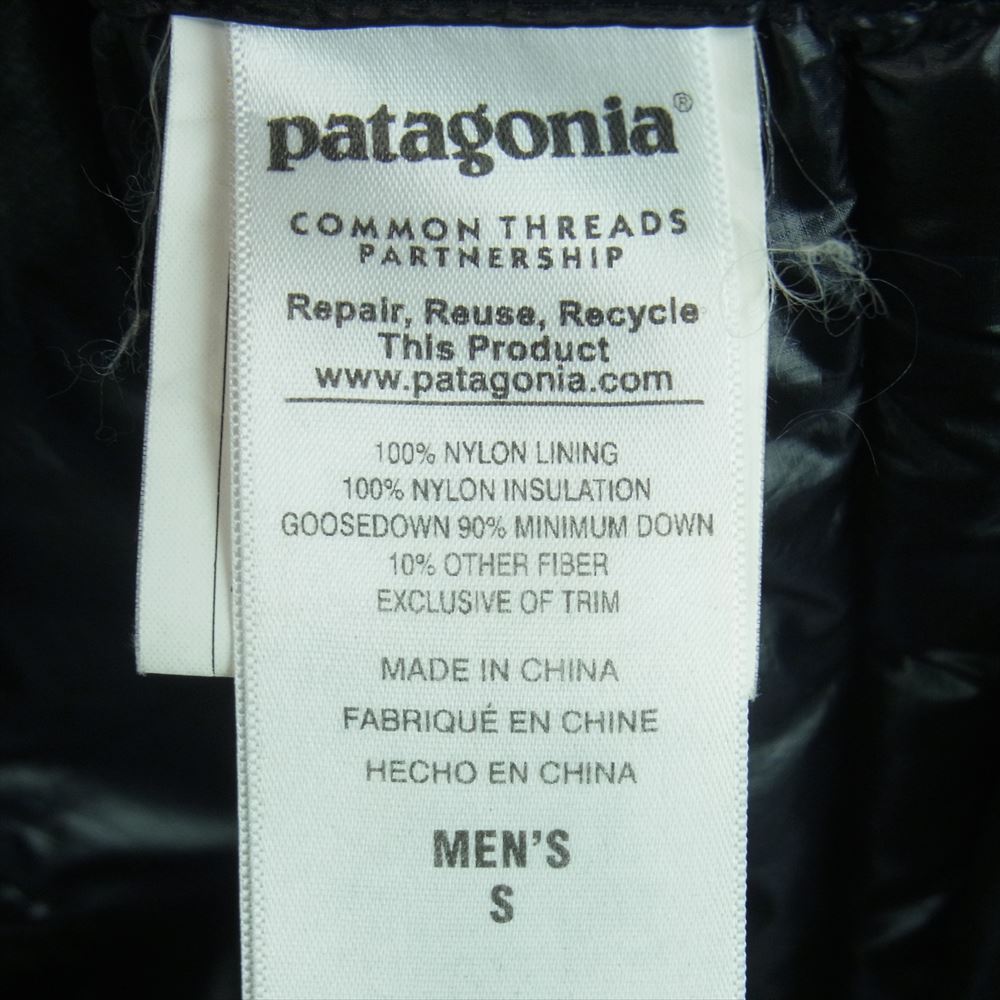 patagonia®
COMMON THREADS
PARTNERSHIP
Repair, Reuse, Recycle
This Product
www.patagonia.com
100% NYLON LINING
100% NYLON INSULATION
GOOSEDOWN 90% MINIMUM DOWN
10% OTHER FIBER
EXCLUSIVE OF TRIM
MADE IN CHINA
FABRIQUÉ EN CHINE
HECHO EN CHINA
MEN'S
S